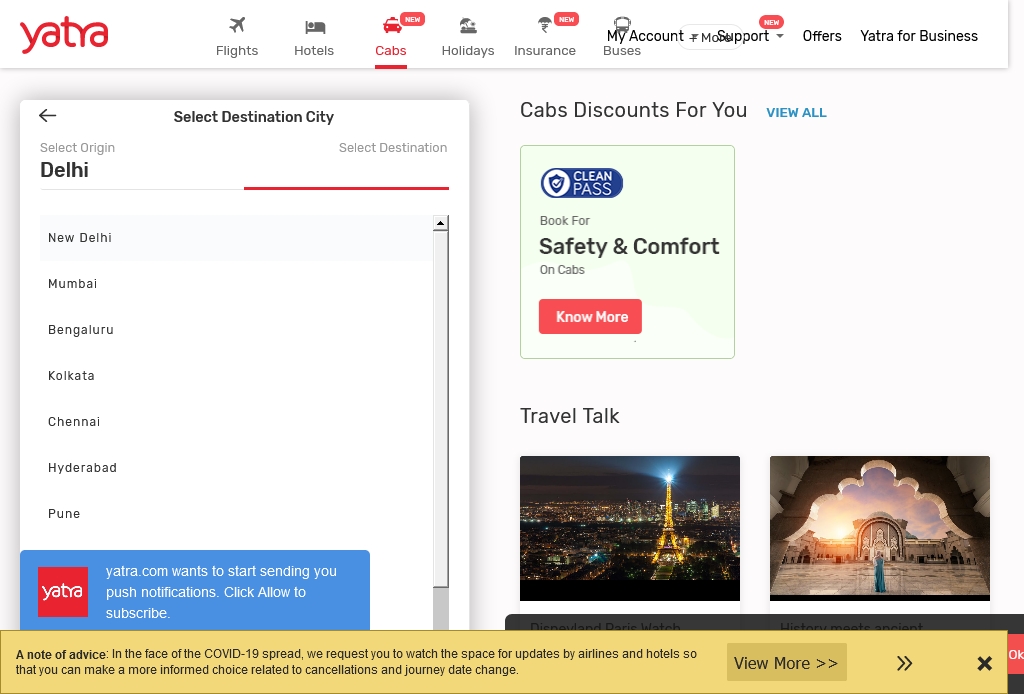 yatra
Flights
Hotels
NEW
Cabs
Holidays
NEW
Insurance
Buses
More
My Account
NEW
Support
Offers
Yatra for Business
Select Destination City
Select Origin
Select Destination
Delhi
New Delhi
Mumbai
Bengaluru
Kolkata
Chennai
Hyderabad
Pune
Cabs Discounts For You
VIEW ALL
CLEAN
PASS
Book For
Safety & Comfort
On Cabs
Know More
Travel Talk
Disneyland Paris Watch
History meets ancient
yatra
yatra.com wants to start sending you
push notifications. Click Allow to
subscribe.
A note of advice: In the face of the COVID-19 spread, we request you to watch the space for updates by airlines and hotels so
that you can make a more informed choice related to cancellations and journey date change.
View More >>
Ok